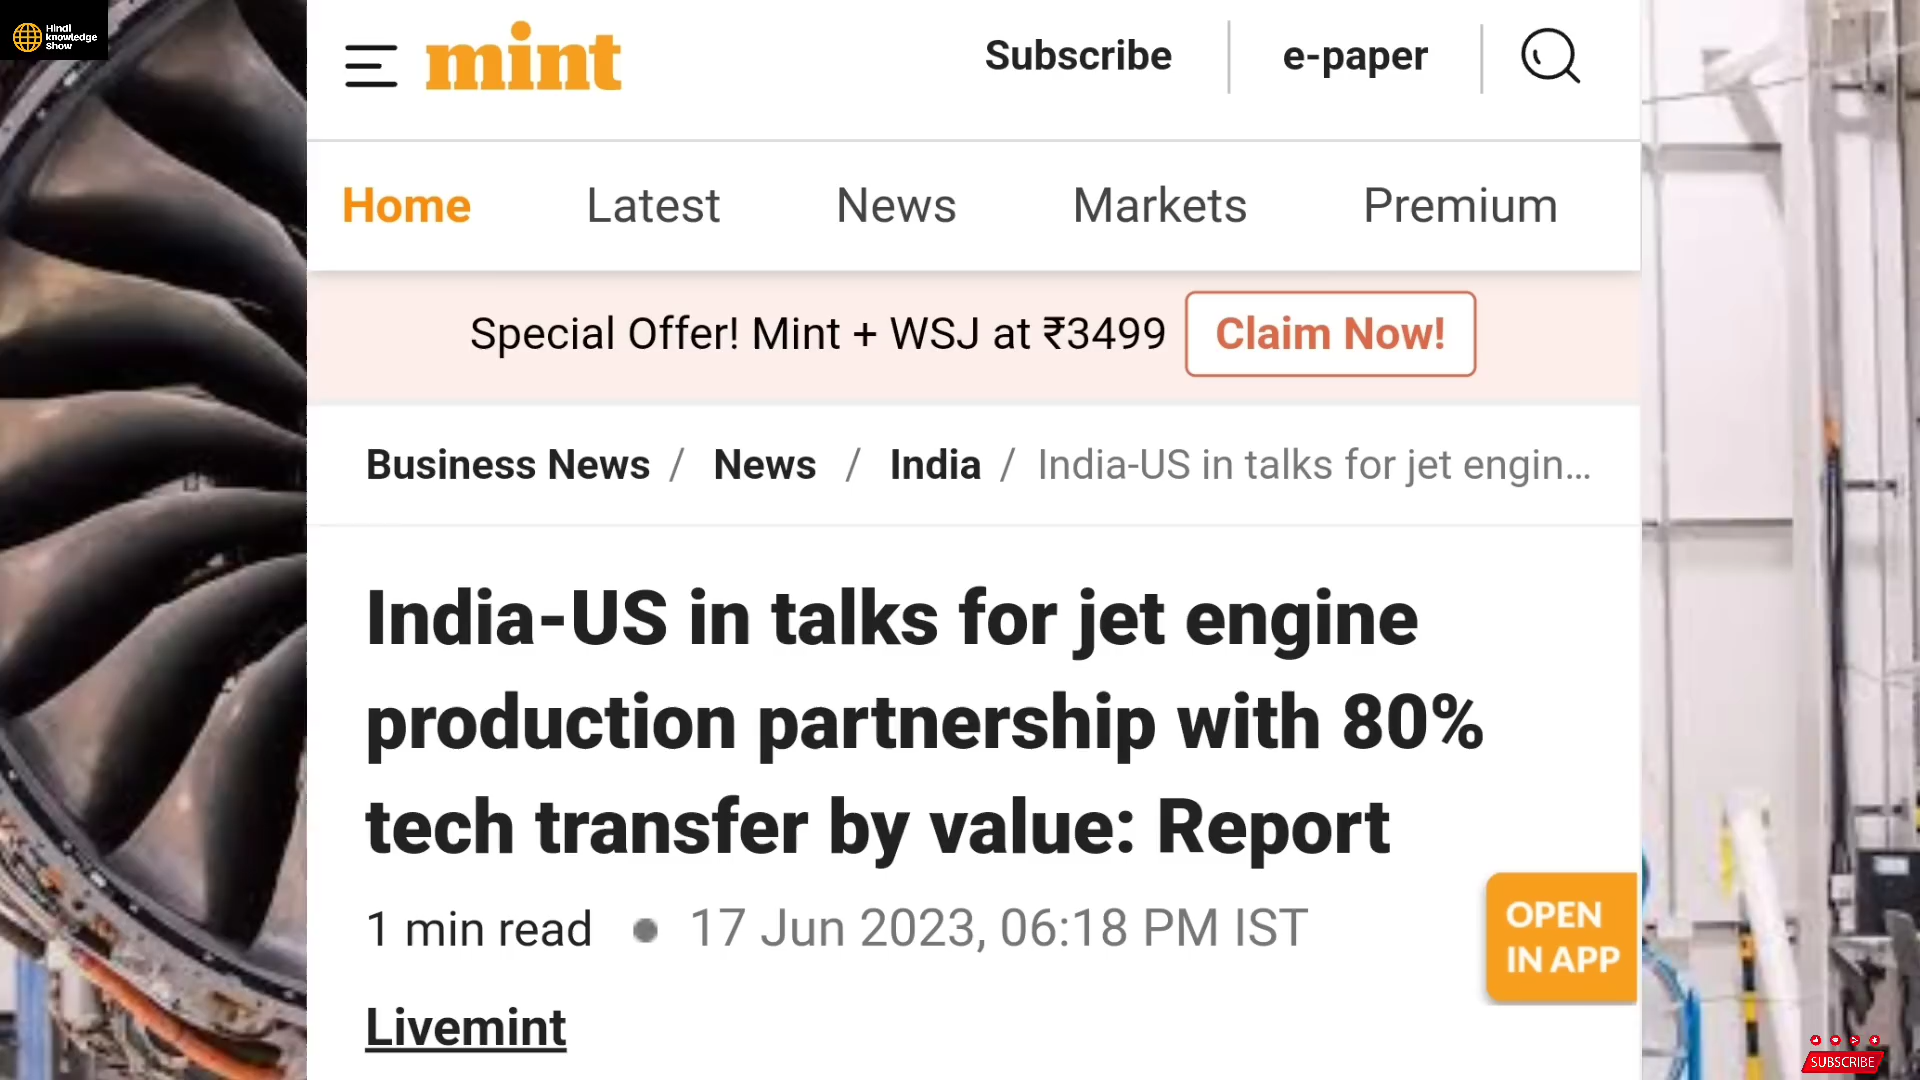 Hindi
knowledge
Show
mint
Subscribe
e-paper
Home
Latest
News
Markets
Premium
Special Offer! Mint + WSJ at ₹3499
Claim Now!
Business News / News / India / India-US in talks for jet engin...
India-US in talks for jet engine
production partnership with 80%
tech transfer by value: Report
1 min read • 17 Jun 2023, 06:18 PM IST
OPEN
IN APP
Livemint
SUBSCRIBE